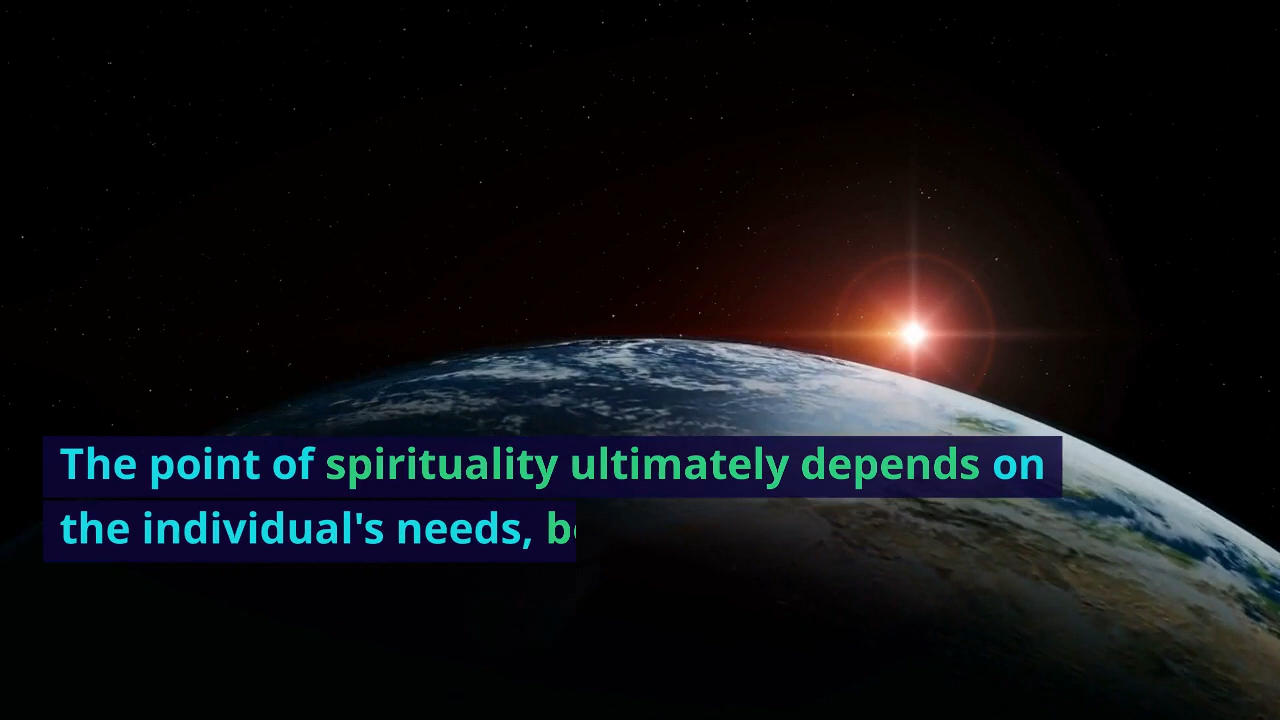 The point of spirituality ultimately depends on
the individual's needs,